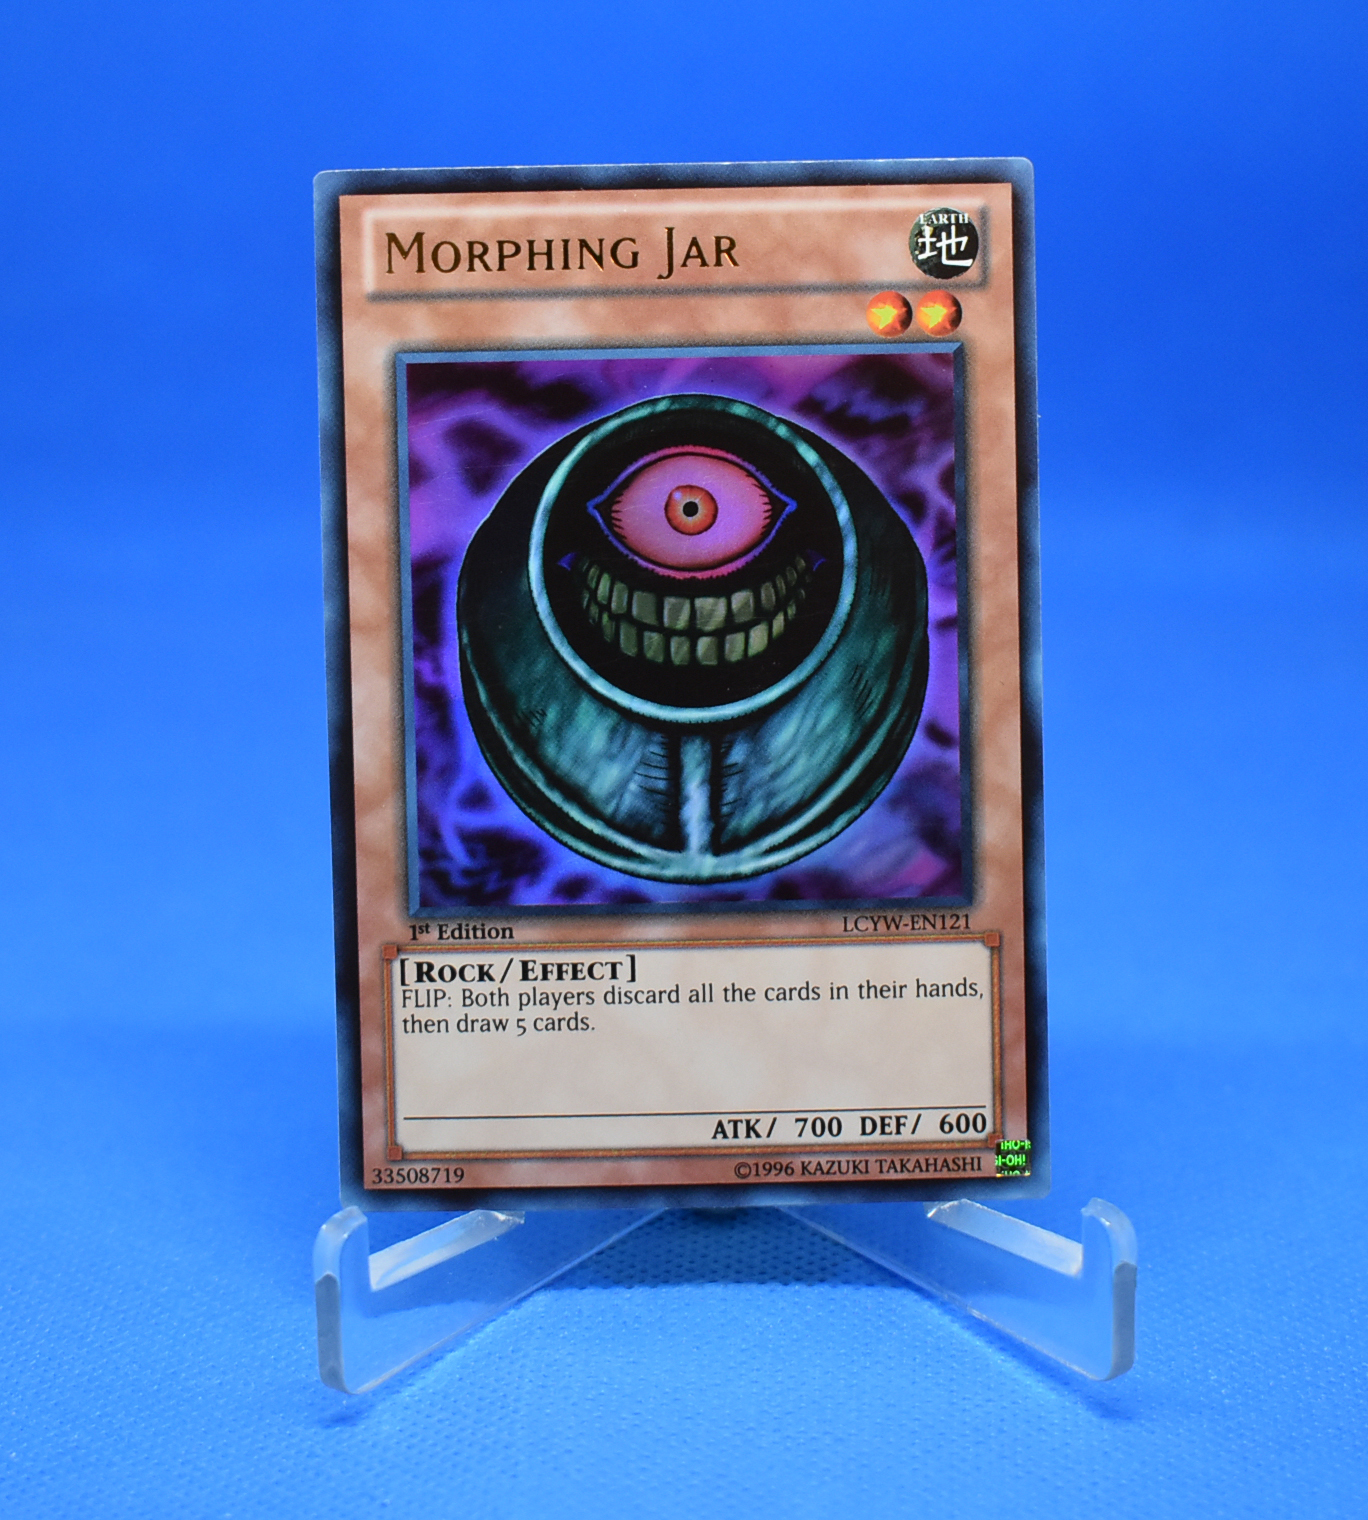 MORPHING JAR
EARTH
地
1st Edition
LCYW-EN121
[ROCK/EFFECT]
FLIP: Both players discard all the cards in their hands,
then draw 5 cards.
ATK/ 700 DEF/ 600
33508719
©1996 KAZUKI TAKAHASHI